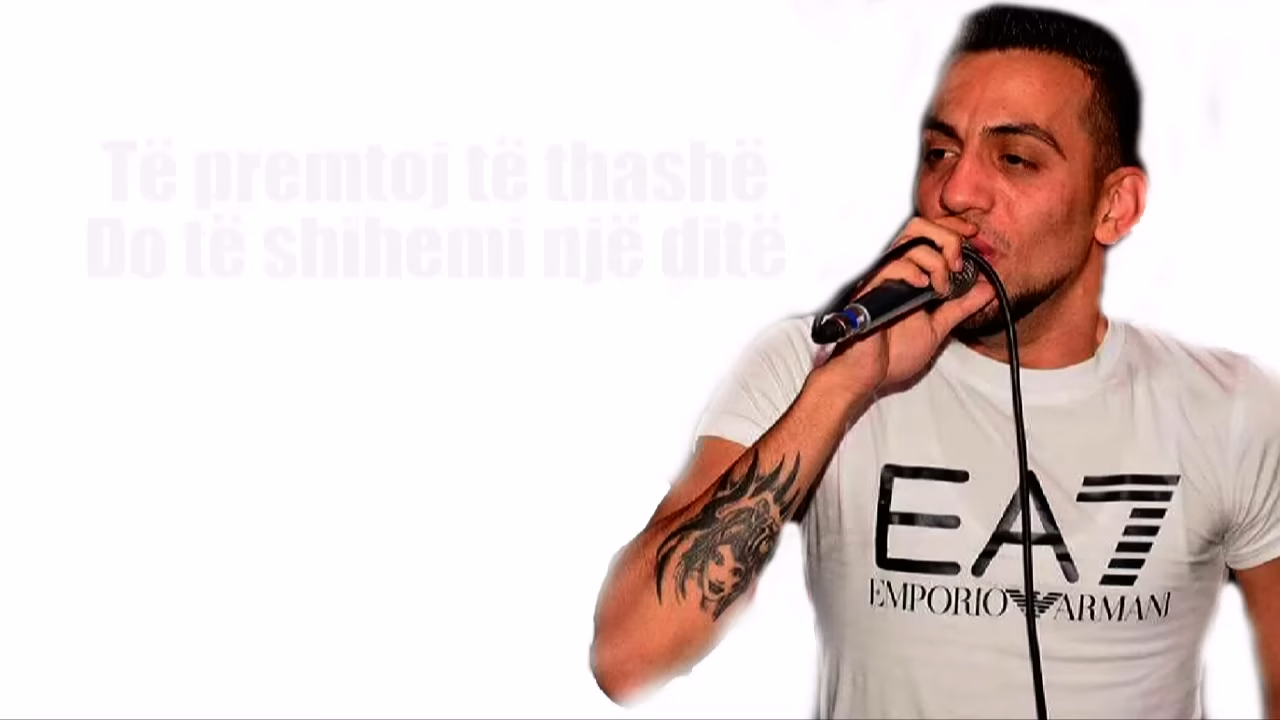 Të premtoj të thashë
Do të shihemi një ditë
EA7
EMPORIO ARMANI